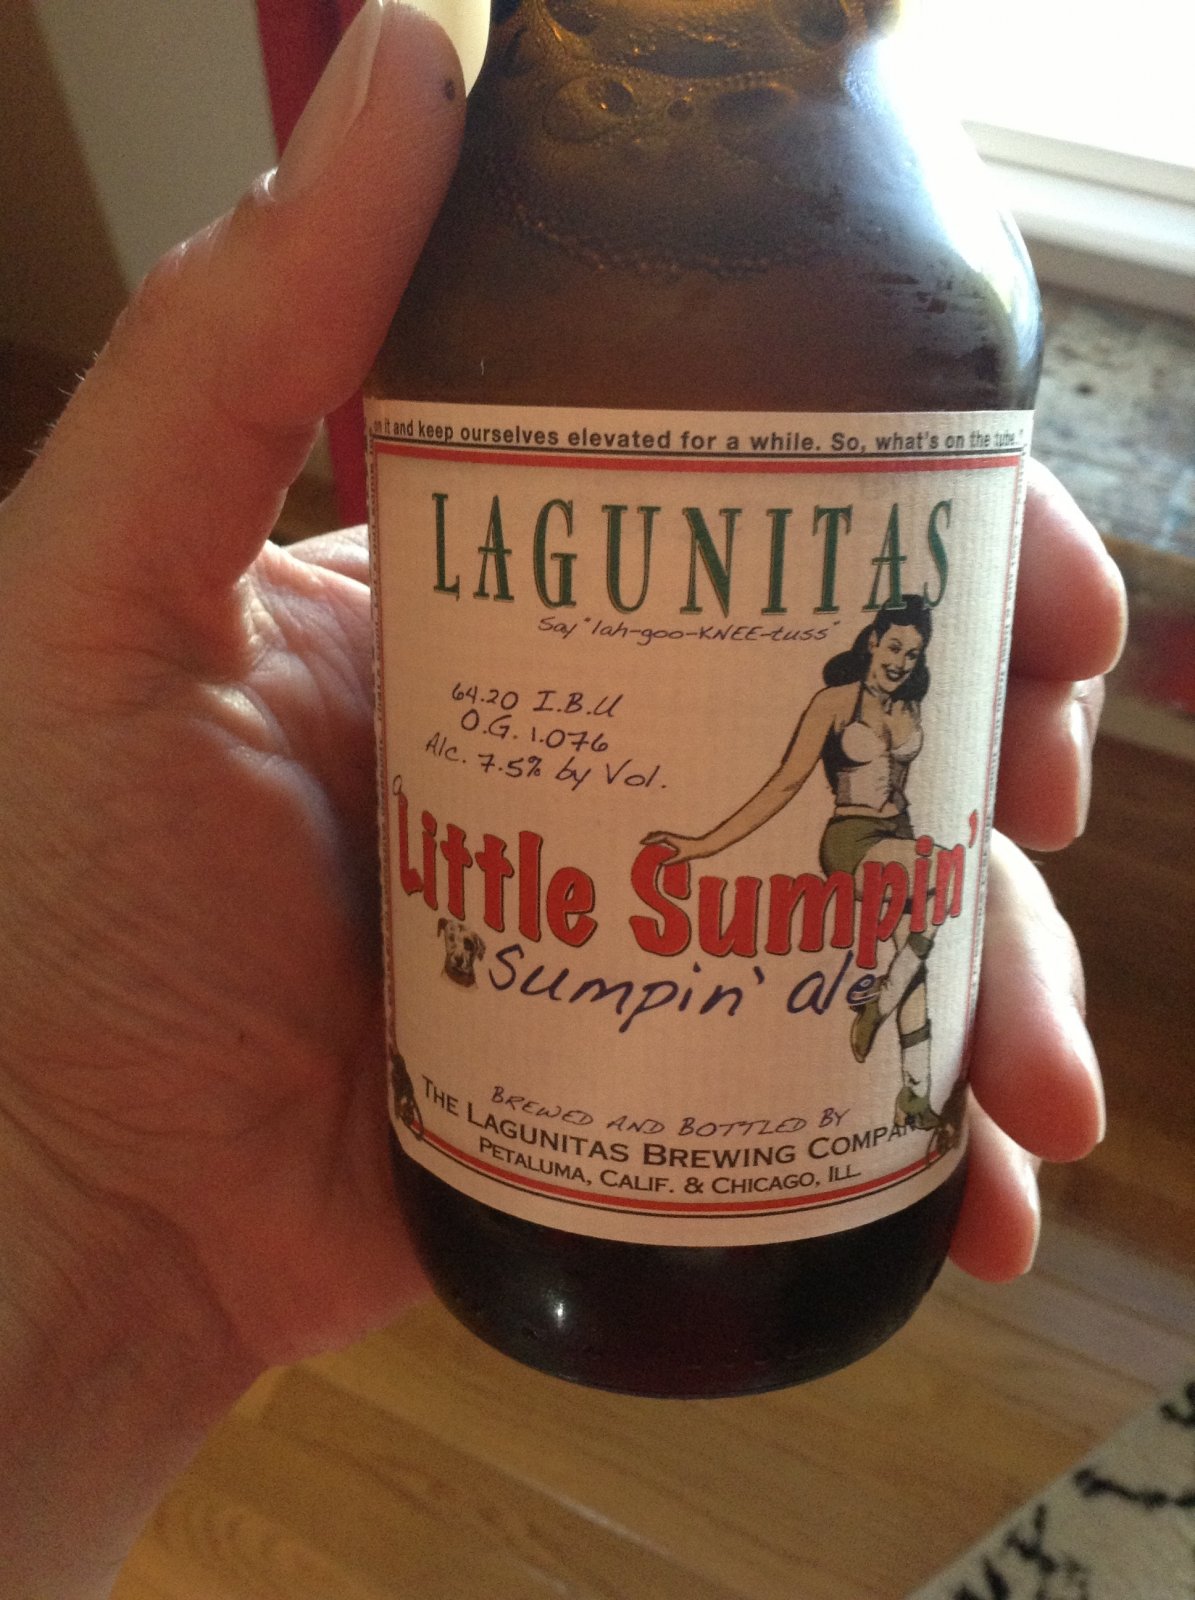 it and keep ourselves elevated for a while. So, what's on the tube..."
LAGUNITAS
Say "lah-goo-KNEE-tuss"
64.20 I.B.U
O.G. 1.076
Alc. 7.5% by Vol.
'Little Sumpin'
Sumpin' ale
BREWED AND BOTTLED BY
THE LAGUNITAS BREWING COMPANY
PETALUMA, CALIF. & CHICAGO, ILL.